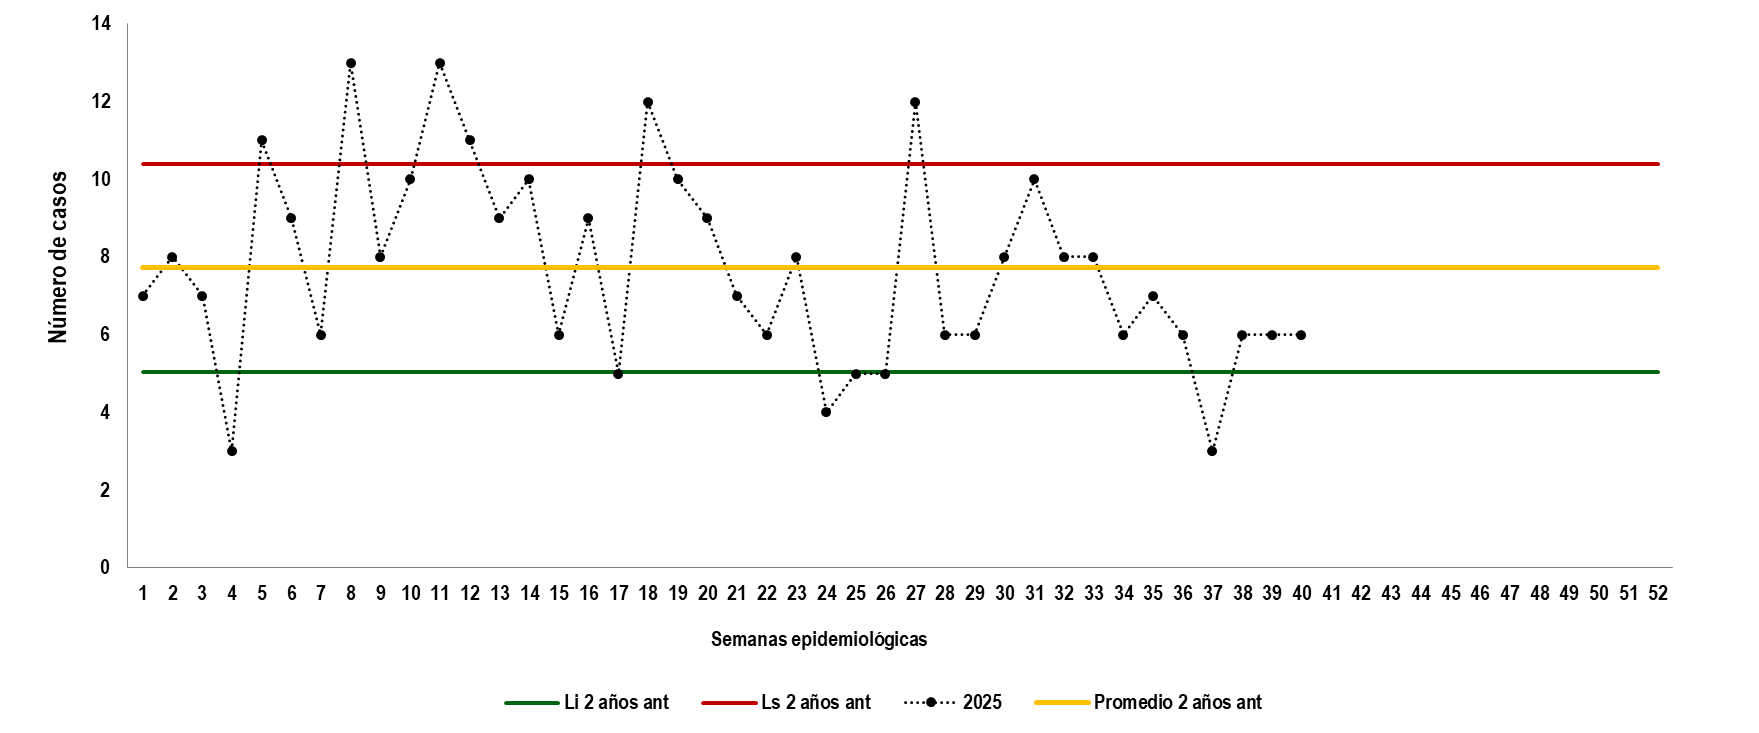 14
12
10
8
6
4
2
0
Número de casos
1 2 3 4 5 6 7 8 9 10 11 12 13 14 15 16 17 18 19 20 21 22 23 24 25 26 27 28 29 30 31 32 33 34 35 36 37 38 39 40 41 42 43 44 45 46 47 48 49 50 51 52
Semanas epidemiológicas
Li 2 años ant Ls 2 años ant 2025 Promedio 2 años ant